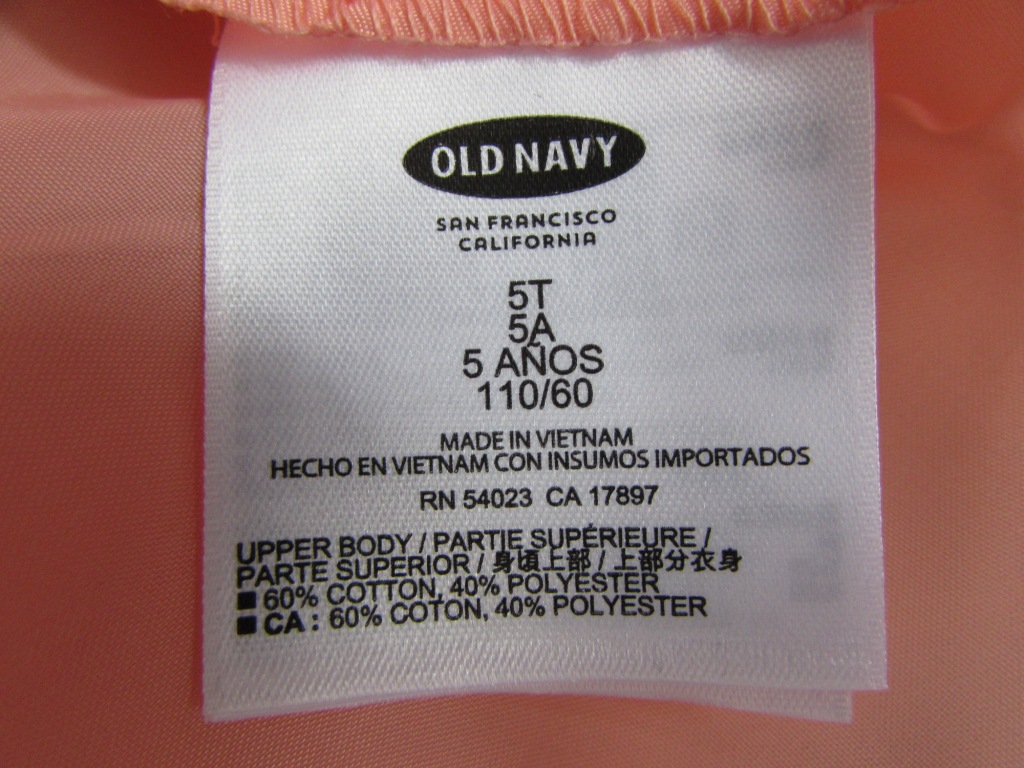 OLD NAVY
SAN FRANCISCO
CALIFORNIA
5T
5A
5 AÑOS
110/60
MADE IN VIETNAM
HECHO EN VIETNAM CON INSUMOS IMPORTADOS
RN 54023 CA 17897
UPPER BODY / PARTIE SUPÉRIEURE /
PARTE SUPERIOR / 身頃上部 / 上部分衣身
■ 60% COTTON, 40% POLYESTER
■ CA : 60% COTON, 40% POLYESTER